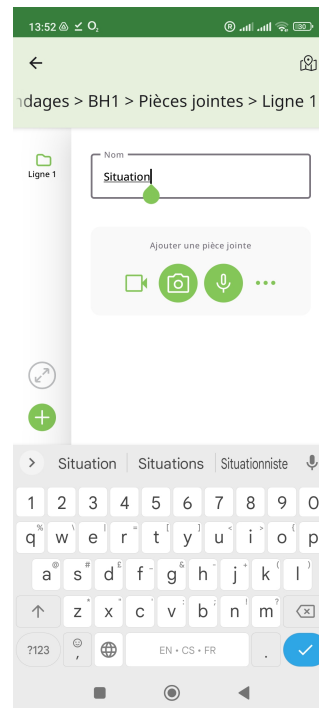 13:52 O₂ R 30
ndages > BH1 > Pièces jointes > Ligne 1
Ligne 1
Nom
Situation
Ajouter une pièce jointe
Situation Situations Situationniste
1 2 3 4 5 6 7 8 9 0
% \ | = [ ] < > {
q w e r t y u i o p
@ # £ _ & - + ( )
a s d f g h j k l
* " ' : ; ! ?
z x c v b n m
?123 , EN • CS • FR .